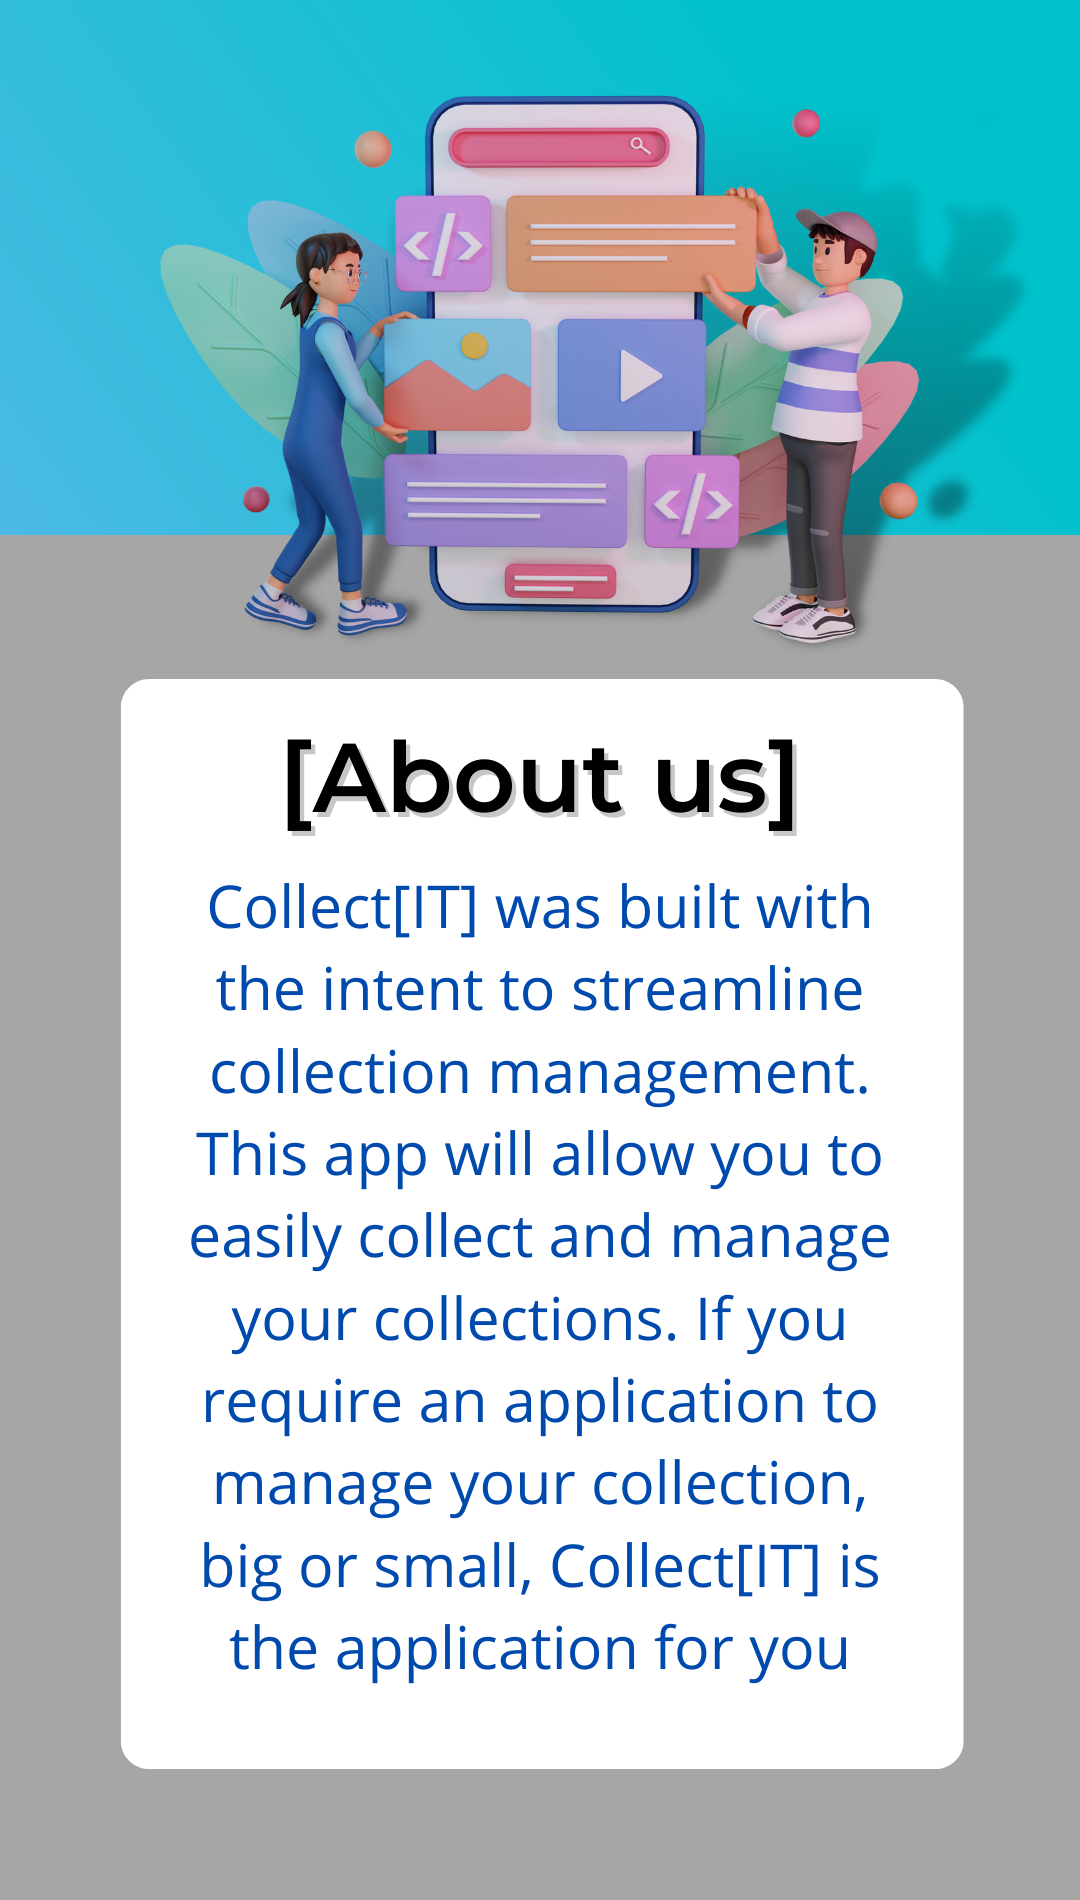 </>
</>
[About us]
Collect[IT] was built with
the intent to streamline
collection management.
This app will allow you to
easily collect and manage
your collections. If you
require an application to
manage your collection,
big or small, Collect[IT] is
the application for you